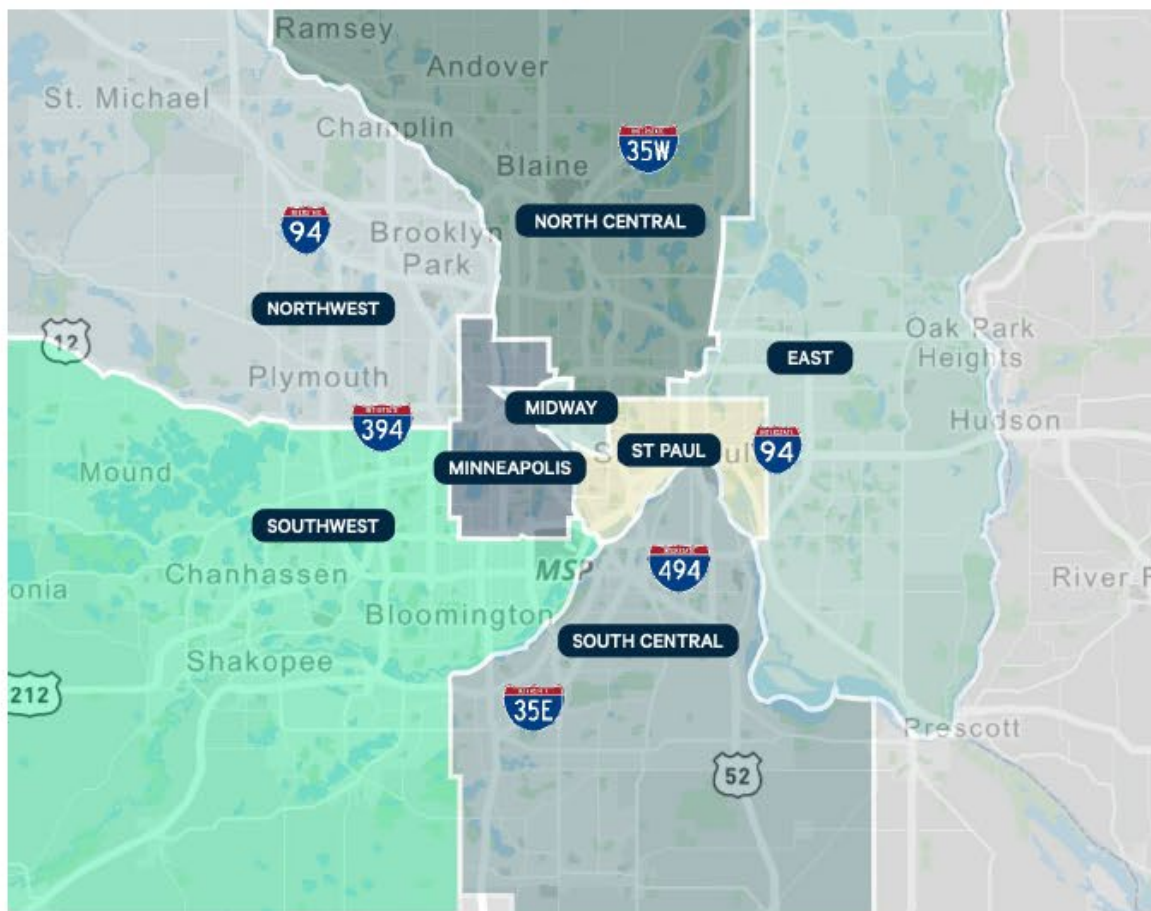 Ramsey
Andover
St. Michael
Champlin
35W
Blaine
NORTH CENTRAL
94
Brooklyn
Park
NORTHWEST
12
Oak Park
Heights
EAST
Plymouth
MIDWAY
394
Hudson
ST PAUL
94
MINNEAPOLIS
Mound
SOUTHWEST
MSP
494
Chanhassen
onia
River F
Bloomington
SOUTH CENTRAL
Shakopee
212
35E
Prescott
52